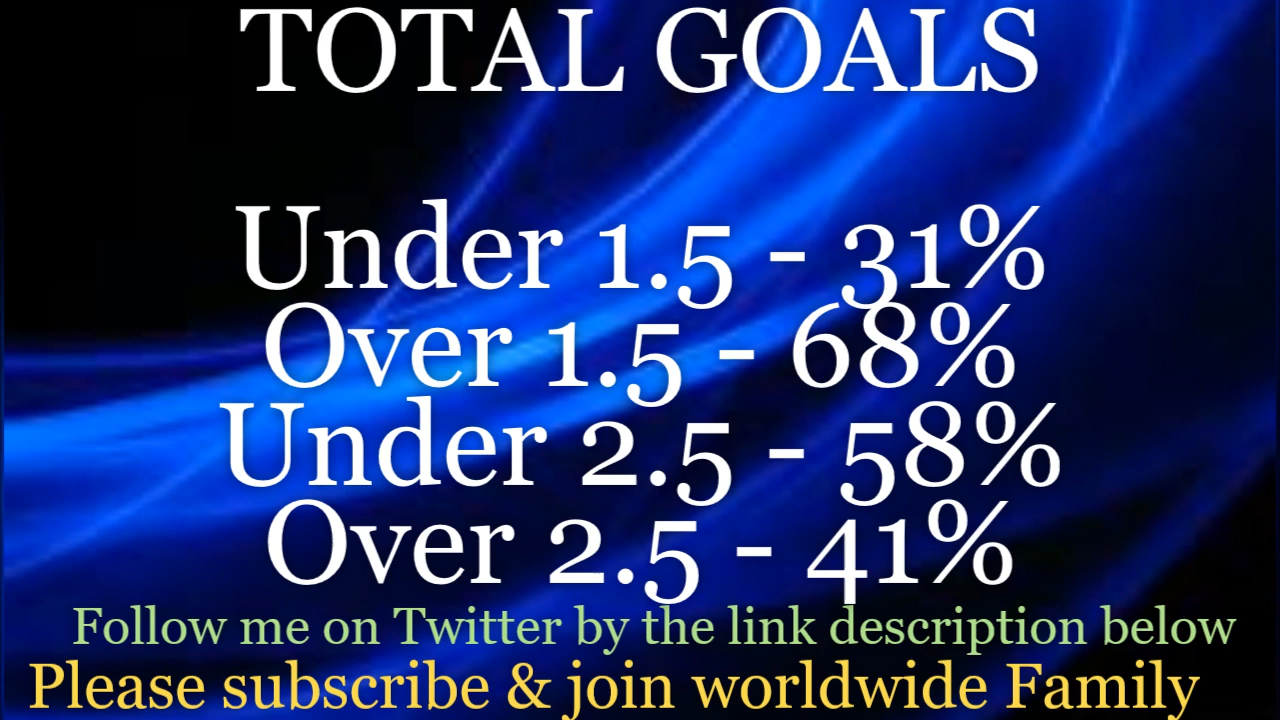 TOTAL GOALS
Under 1.5 - 31%
Over 1.5 - 68%
Under 2.5 - 58%
Over 2.5 - 41%
Follow me on Twitter by the link description below
Please subscribe & join worldwide Family